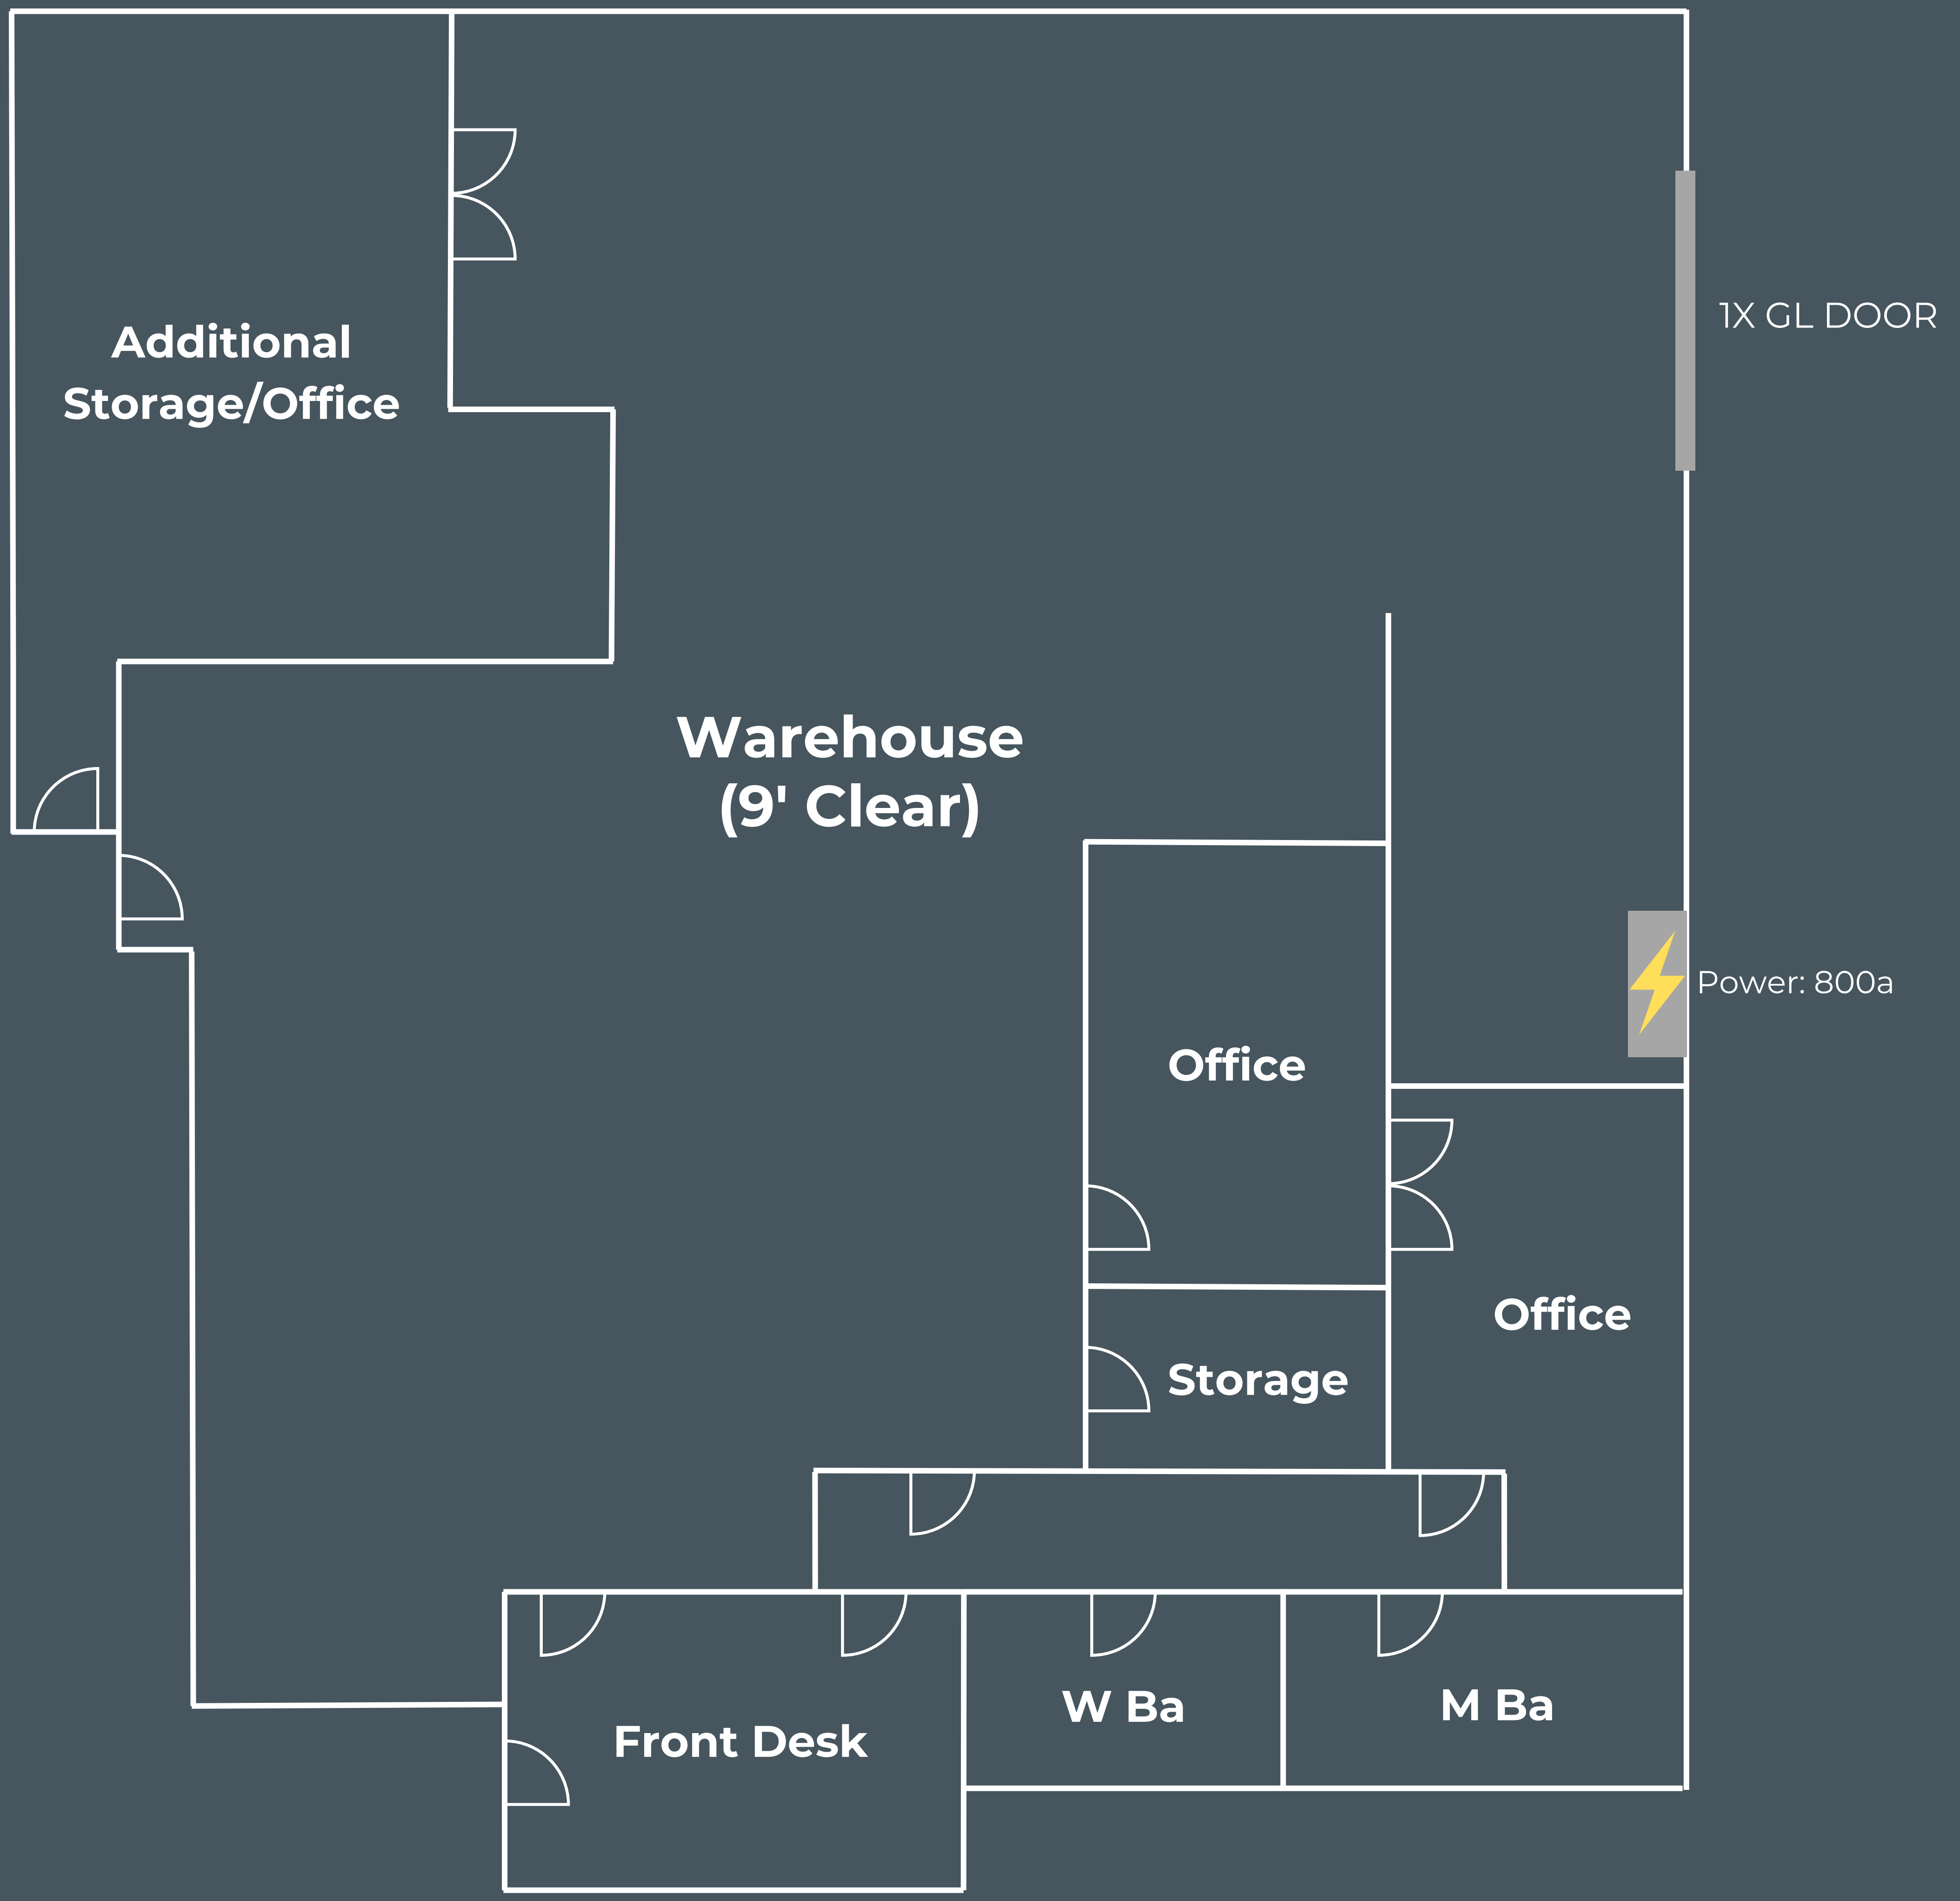 1X GL DOOR
Additional
Storage/Office
Warehouse
(9' Clear)
Power: 800a
Office
Office
Storage
W Ba
M Ba
Front Desk